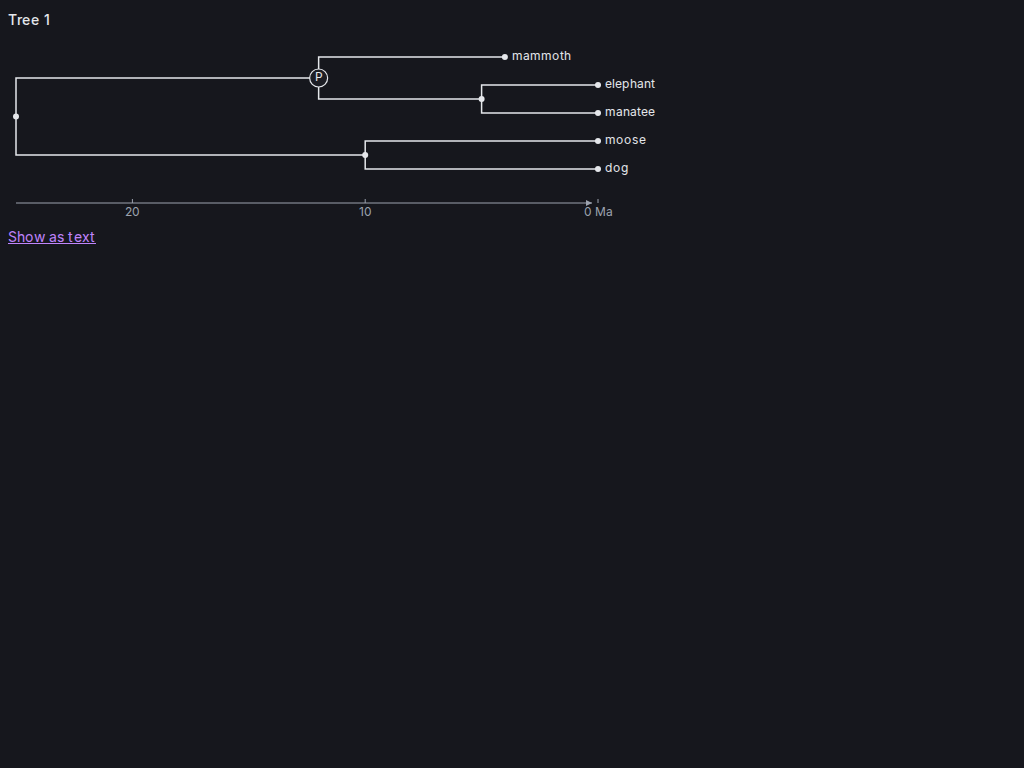 Tree 1
mammoth
P
elephant
manatee
moose
dog
20 10 0 Ma
Show as text